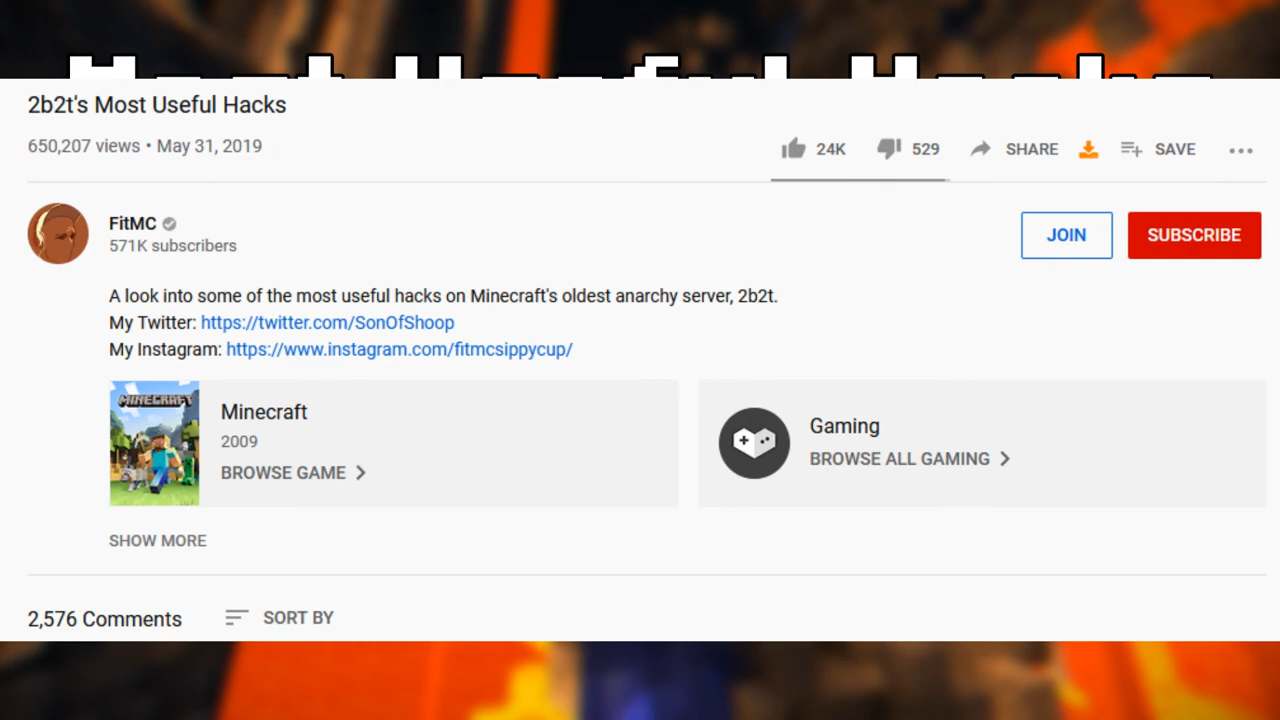 2b2t's Most Useful Hacks
650,207 views • May 31, 2019
24K 529 SHARE SAVE
FitMC
571K subscribers
JOIN SUBSCRIBE
A look into some of the most useful hacks on Minecraft's oldest anarchy server, 2b2t.
My Twitter: https://twitter.com/SonOfShoop
My Instagram: https://www.instagram.com/fitmcsippycup/
MINECRAFT
Minecraft
2009
BROWSE GAME
Gaming
BROWSE ALL GAMING
SHOW MORE
2,576 Comments SORT BY